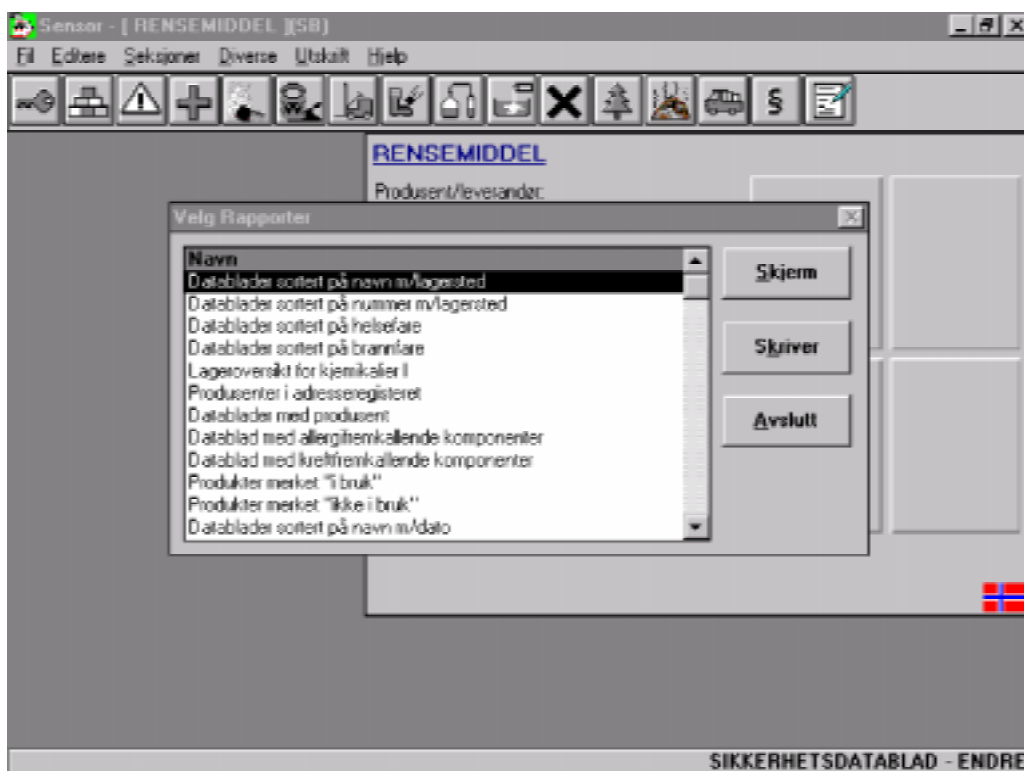 Sensor - [ RENSEMIDDEL ](SB)
Fil Editere Seksjoner Diverse Utskrift Hjelp
§
RENSEMIDDEL
Produsent/leverandør:
Velg Rapporter
Navn
Datablader sortert på navn m/lagersted
Datablader sortert på nummer m/lagersted
Datablader sortert på helsefare
Datablader sortert på brannfare
Lageroversikt for kjemikalier I
Produsenter i adresseregisteret
Datablader med produsent
Datablad med allergifremkallende komponenter
Datablad med kreftfremkallende komponenter
Produkter merket "i bruk"
Produkter merket "ikke i bruk"
Datablader sortert på navn m/dato
Skjerm
Skriver
Avslutt
SIKKERHETSDATABLAD - ENDRE